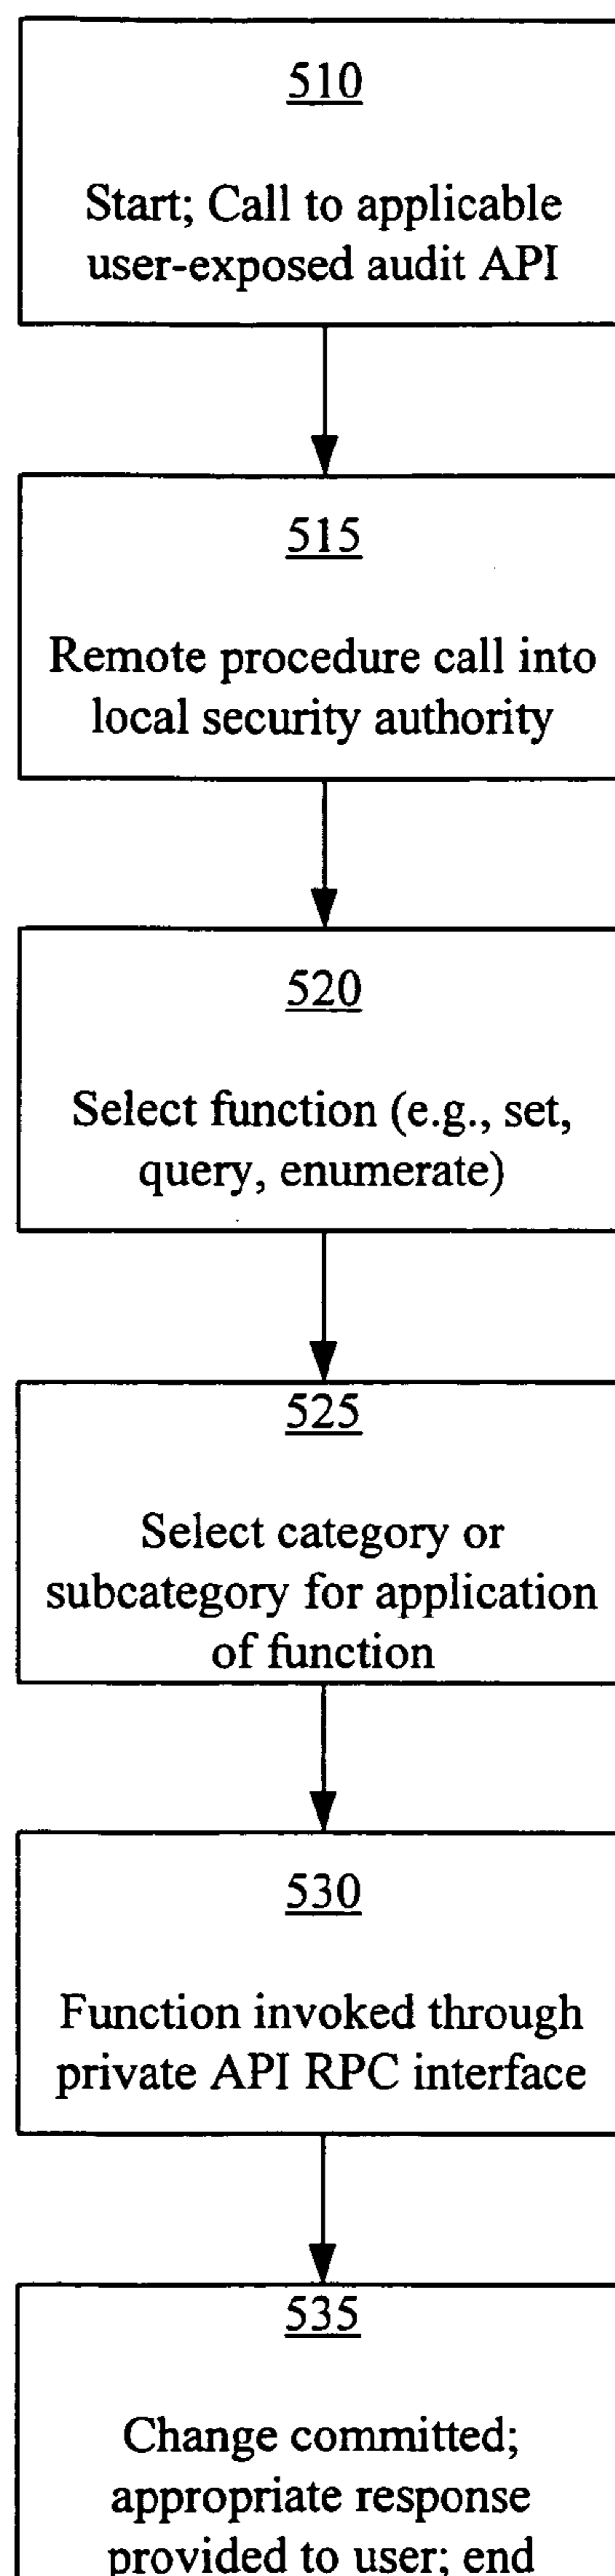 510
Start; Call to applicable
user-exposed audit API
515
Remote procedure call into
local security authority
520
Select function (e.g., set,
query, enumerate)
525
Select category or
subcategory for application
of function
530
Function invoked through
private API RPC interface
535
Change committed;
appropriate response
provided to user; end